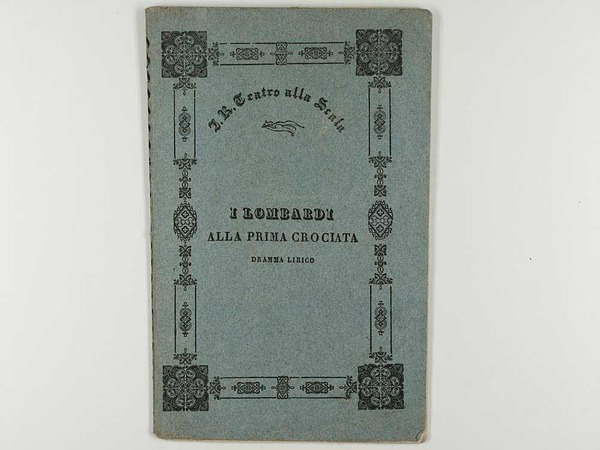 I. R. Teatro alla Scala
I LOMBARDI
ALLA PRIMA CROCIATA
DRAMMA LIRICO